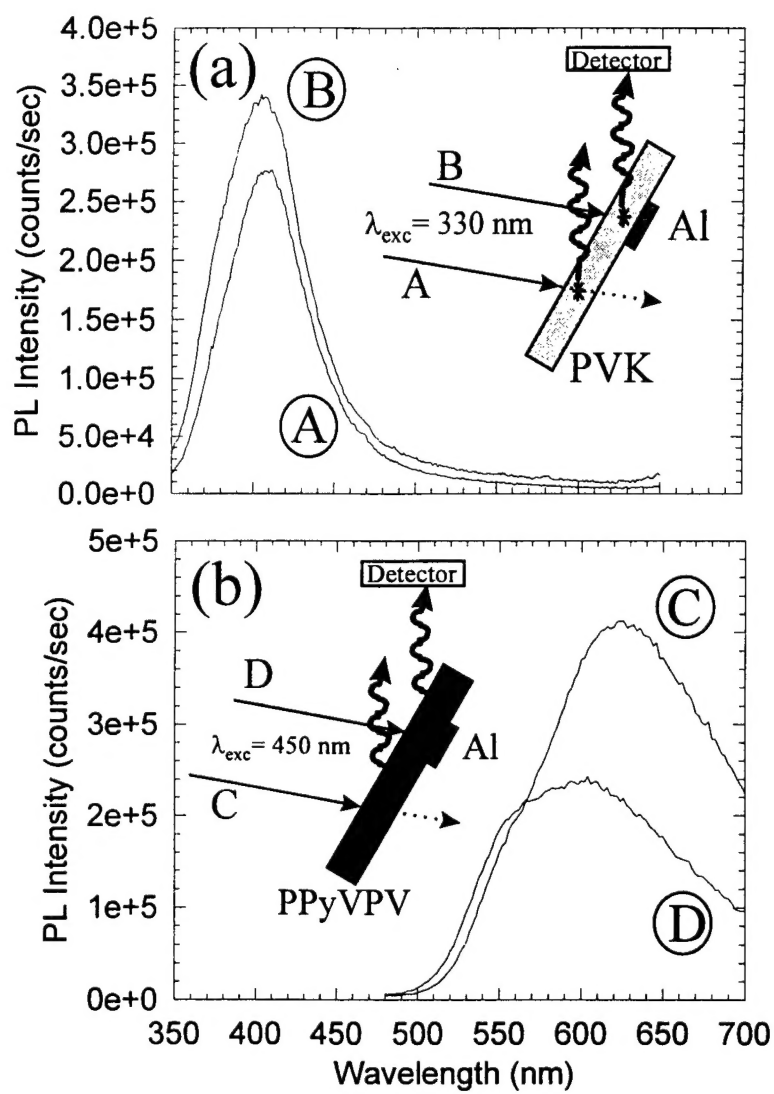 4.0e+5
3.5e+5
3.0e+5
2.5e+5
2.0e+5
1.5e+5
1.0e+5
5.0e+4
0.0e+0
PL Intensity (counts/sec)
(a)
B
A
Detector
B
λexc= 330 nm
A
Al
PVK
5e+5
4e+5
3e+5
2e+5
1e+5
0e+0
PL Intensity (counts/sec)
(b)
Detector
D
λexc= 450 nm
C
Al
PPyVPV
C
D
350 400 450 500 550 600 650 700
Wavelength (nm)